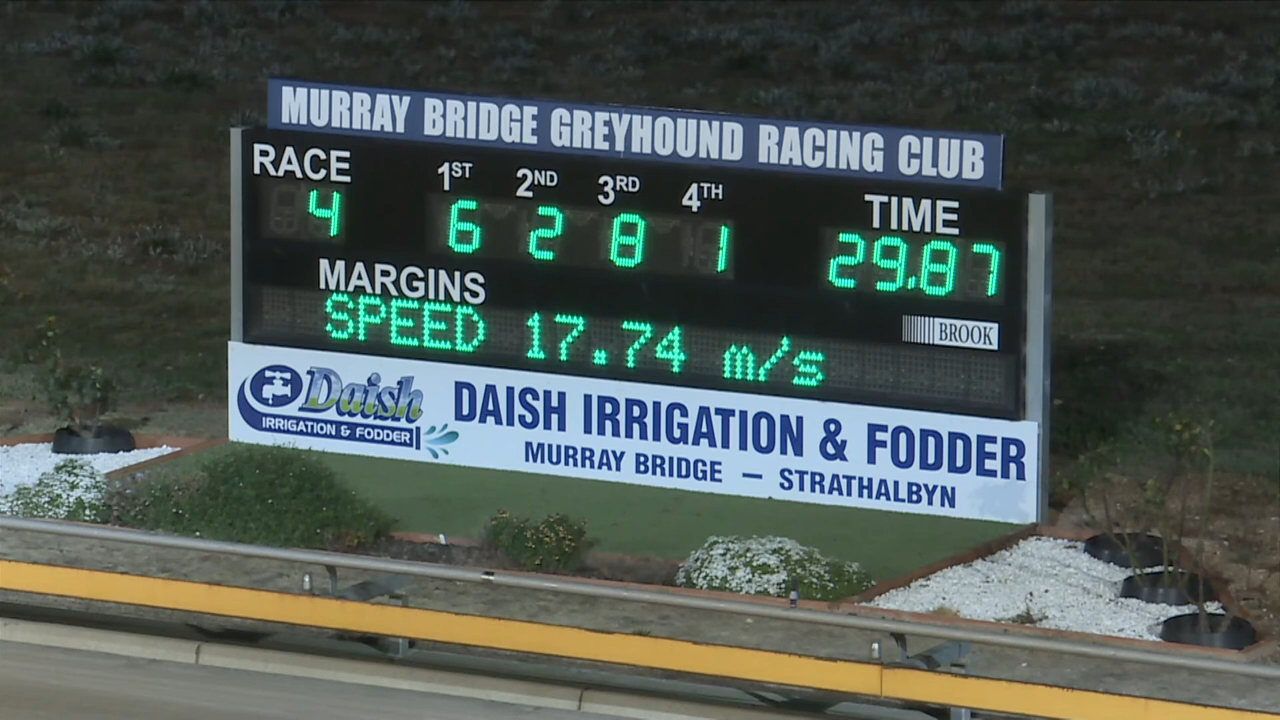 MURRAY BRIDGE GREYHOUND RACING CLUB
RACE 1ST 2ND 3RD 4TH TIME
4 6 2 8 1 29.87
MARGINS
SPEED 17.74 m/s
BROOK
Daish
IRRIGATION & FODDER
DAISH IRRIGATION & FODDER
MURRAY BRIDGE – STRATHALBYN